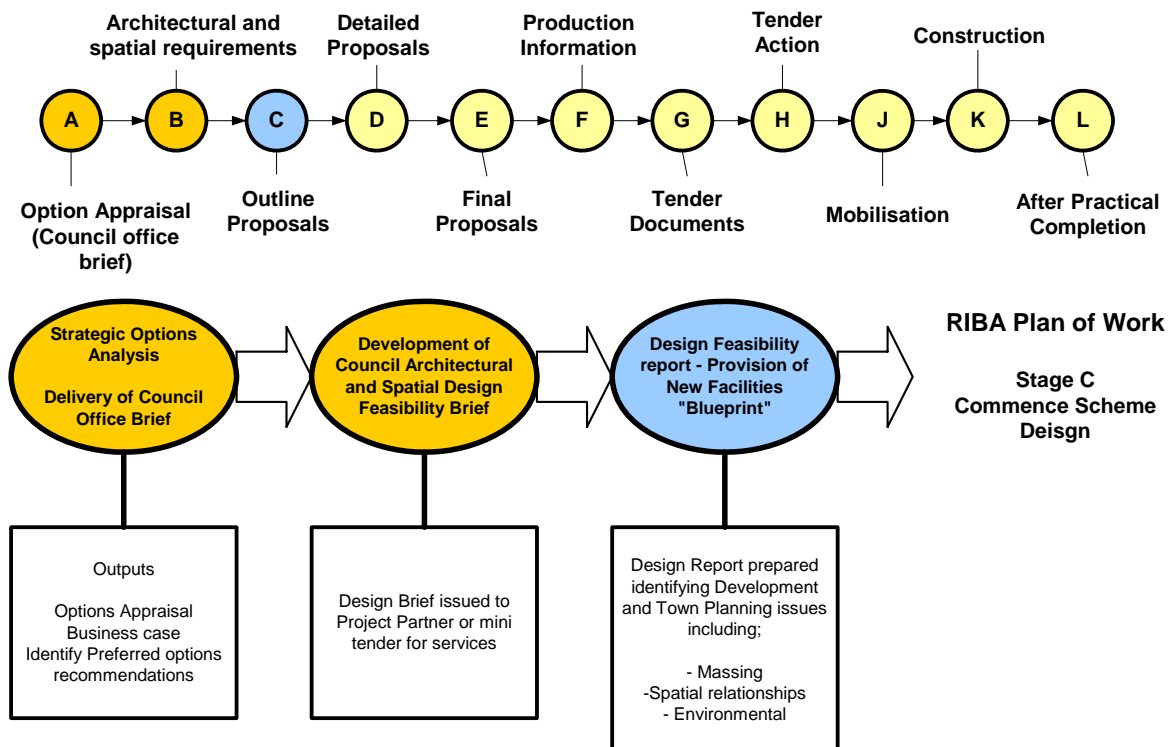 Architectural and
spatial requirements
Detailed
Proposals
Production
Information
Tender
Action
Construction
A
B
C
D
E
F
G
H
J
K
L
Option Appraisal
(Council office
brief)
Outline
Proposals
Final
Proposals
Tender
Documents
Mobilisation
After Practical
Completion
Strategic Options
Analysis
Delivery of Council
Office Brief
Development of
Council Architectural
and Spatial Design
Feasibility Brief
Design Feasibility
report - Provision of
New Facilities
"Blueprint"
RIBA Plan of Work
Stage C
Commence Scheme
Deisgn
Outputs
Options Appraisal
Business case
Identify Preferred options
recommendations
Design Brief issued to
Project Partner or mini
tender for services
Design Report prepared
identifying Development
and Town Planning issues
including;
- Massing
-Spatial relationships
- Environmental